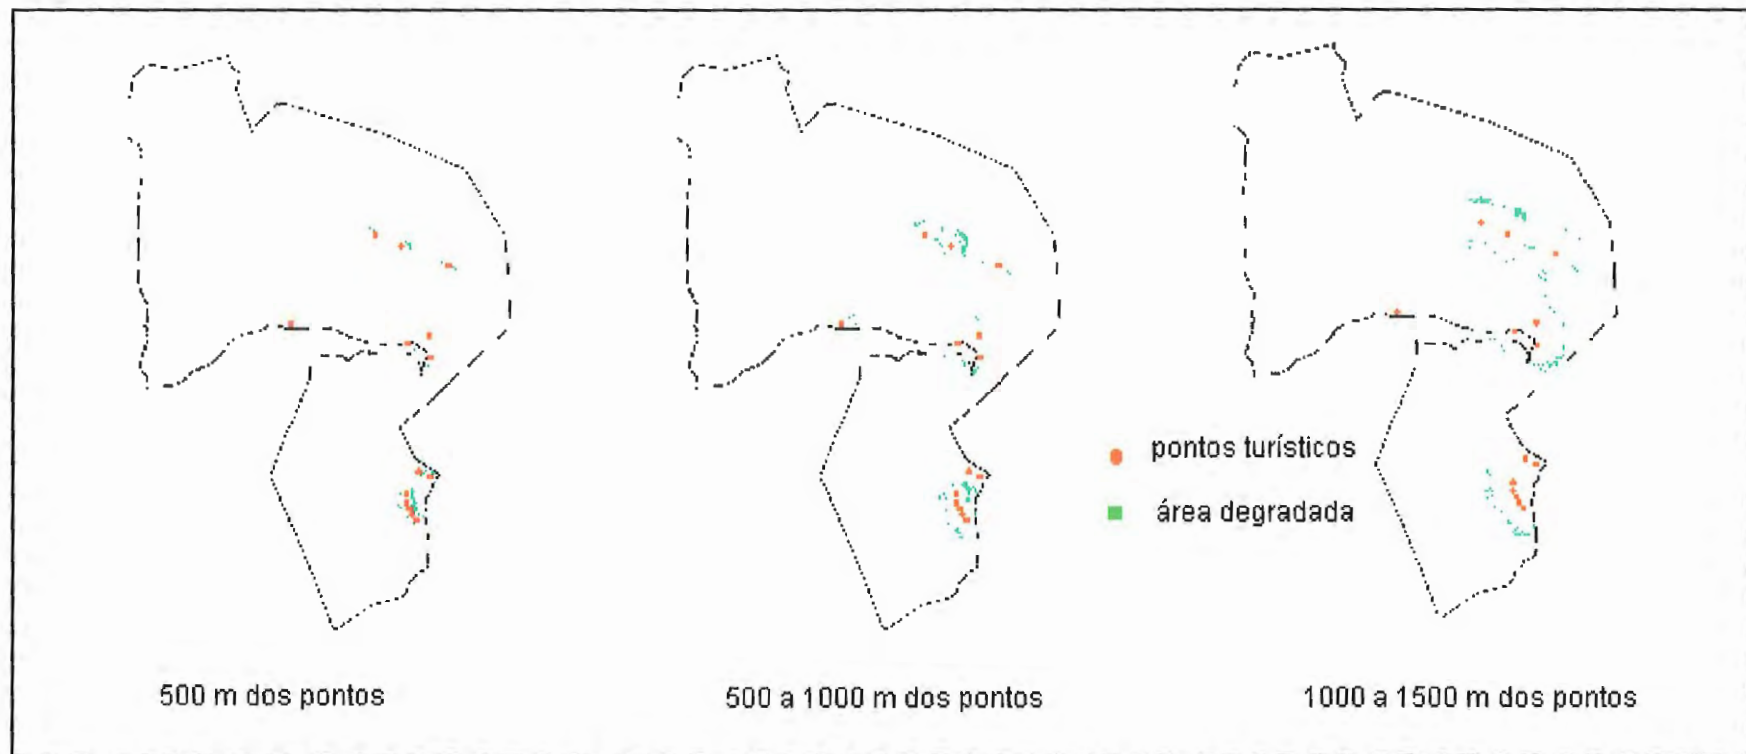 pontos turísticos
área degradada
500 m dos pontos
500 a 1000 m dos pontos
1000 a 1500 m dos pontos